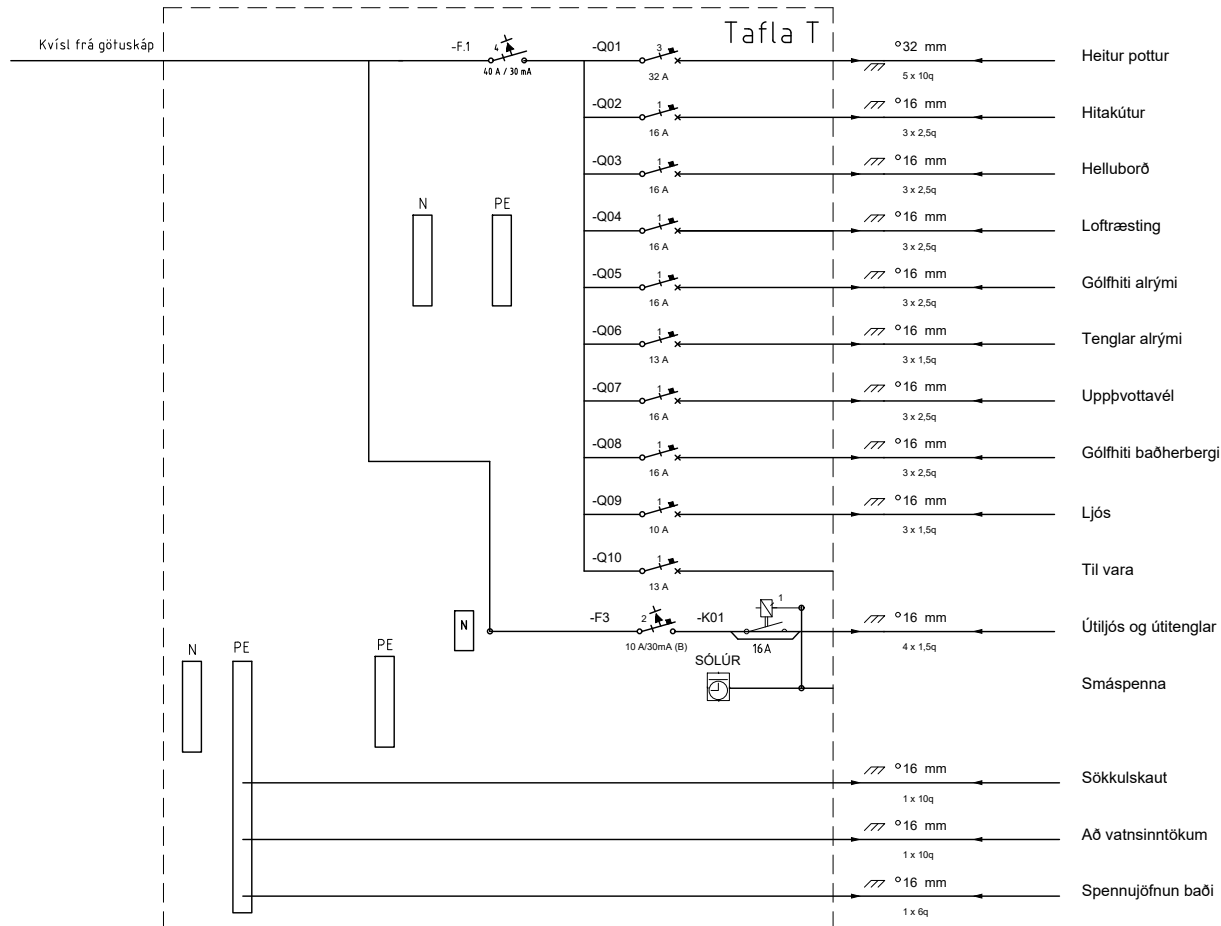 Tafla T
Kvísl frá götuskáp
-F.1
4
40 A / 30 mA
-Q01
3
32 A
°32 mm
5 x 10q
Heitur pottur
-Q02
1
16 A
°16 mm
3 x 2,5q
Hitakútur
-Q03
1
16 A
°16 mm
3 x 2,5q
Helluborð
N
PE
-Q04
1
16 A
°16 mm
3 x 2,5q
Loftræsting
-Q05
1
16 A
°16 mm
3 x 2,5q
Gólfhiti alrými
-Q06
1
13 A
°16 mm
3 x 1,5q
Tenglar alrými
-Q07
1
16 A
°16 mm
3 x 2,5q
Uppþvottavél
-Q08
1
16 A
°16 mm
3 x 2,5q
Gólfhiti baðherbergi
-Q09
1
10 A
°16 mm
3 x 1,5q
Ljós
-Q10
1
13 A
Til vara
N
-F3
2
10 A/30mA (B)
-K01
1
16A
°16 mm
4 x 1,5q
Útiljós og útitenglar
N
PE
PE
SÓLÚR
Smáspenna
°16 mm
1 x 10q
Sökkulskaut
°16 mm
1 x 10q
Að vatnsinntökum
°16 mm
1 x 6q
Spennujöfnun baði